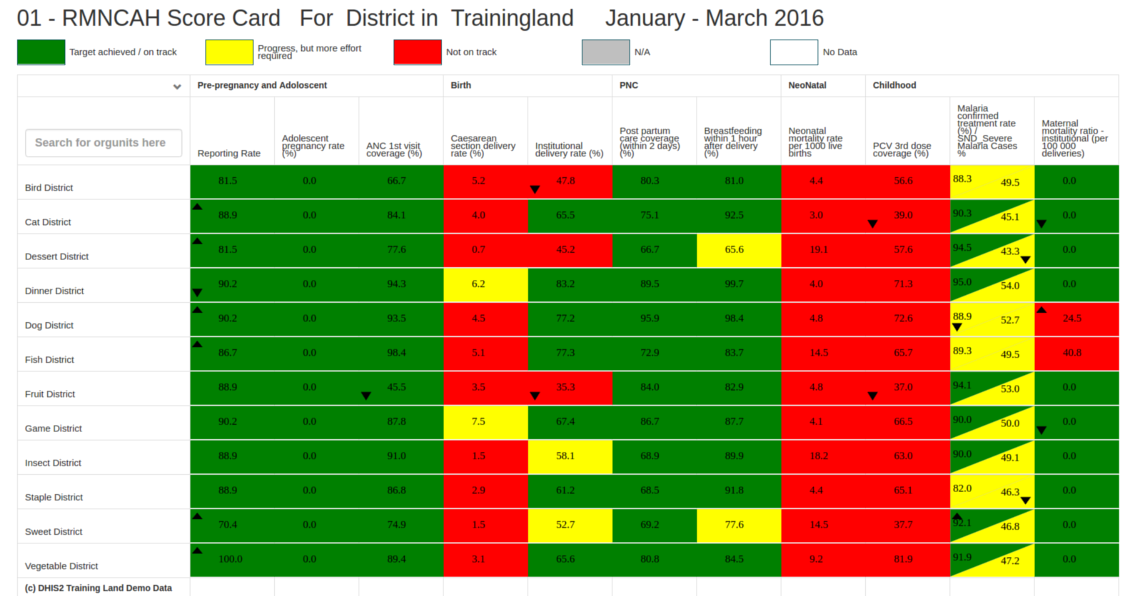 01 - RMNCAH Score Card For District in Trainingland January - March 2016
Target achieved / on track
Progress, but more effort
required
Not on track
N/A
No Data
Pre-pregnancy and Adolescent Birth PNC NeoNatal Childhood
Search for orgunits here
Reporting Rate
Adolescent
pregnancy rate
(%)
ANC 1st visit
coverage (%)
Caesarean
section delivery
rate (%)
Institutional
delivery rate (%)
Post partum
care coverage
(within 2 days)
(%)
Breastfeeding
within 1 hour
after delivery
(%)
Neonatal
mortality rate
per 1000 live
births
PCV 3rd dose
coverage (%)
Malaria
confirmed
treatment rate
(%) /
SND_Severe
Malaria Cases
%
Maternal
mortality ratio -
institutional (per
100 000
deliveries)
Bird District 81.5 0.0 66.7 5.2 47.8 80.3 81.0 4.4 56.6 88.3 49.5 0.0
Cat District 88.9 0.0 84.1 4.0 65.5 75.1 92.5 3.0 39.0 90.3 45.1 0.0
Dessert District 81.5 0.0 77.6 0.7 45.2 66.7 65.6 19.1 57.6 94.5 43.3 0.0
Dinner District 90.2 0.0 94.3 6.2 83.2 89.5 99.7 4.0 71.3 95.0 54.0 0.0
Dog District 90.2 0.0 93.5 4.5 77.2 95.9 98.4 4.8 72.6 88.9 52.7 24.5
Fish District 86.7 0.0 98.4 5.1 77.3 72.9 83.7 14.5 65.7 89.3 49.5 40.8
Fruit District 88.9 0.0 45.5 3.5 35.3 84.0 82.9 4.8 37.0 94.1 53.0 0.0
Game District 90.2 0.0 87.8 7.5 67.4 86.7 87.7 4.1 66.5 90.0 50.0 0.0
Insect District 88.9 0.0 91.0 1.5 58.1 68.9 89.9 18.2 63.0 90.0 49.1 0.0
Staple District 88.9 0.0 86.8 2.9 61.2 68.5 91.8 4.4 65.1 82.0 46.3 0.0
Sweet District 70.4 0.0 74.9 1.5 52.7 69.2 77.6 14.5 37.7 92.1 46.8 0.0
Vegetable District 100.0 0.0 89.4 3.1 65.6 80.8 84.5 9.2 81.9 91.9 47.2 0.0
(c) DHIS2 Training Land Demo Data